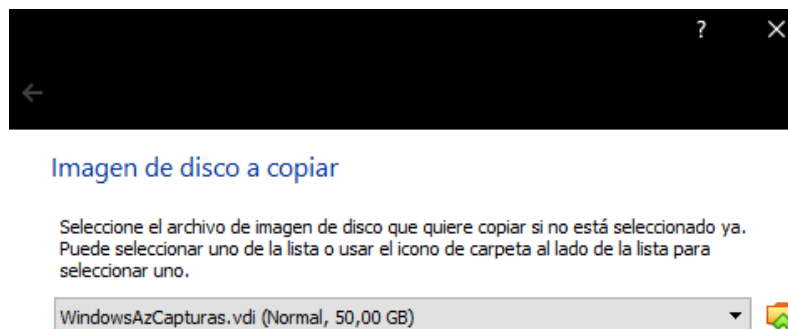 ?
Imagen de disco a copiar
Seleccione el archivo de imagen de disco que quiere copiar si no está seleccionado ya.
Puede seleccionar uno de la lista o usar el icono de carpeta al lado de la lista para
seleccionar uno.
WindowsAzCapturas.vdi (Normal, 50,00 GB)